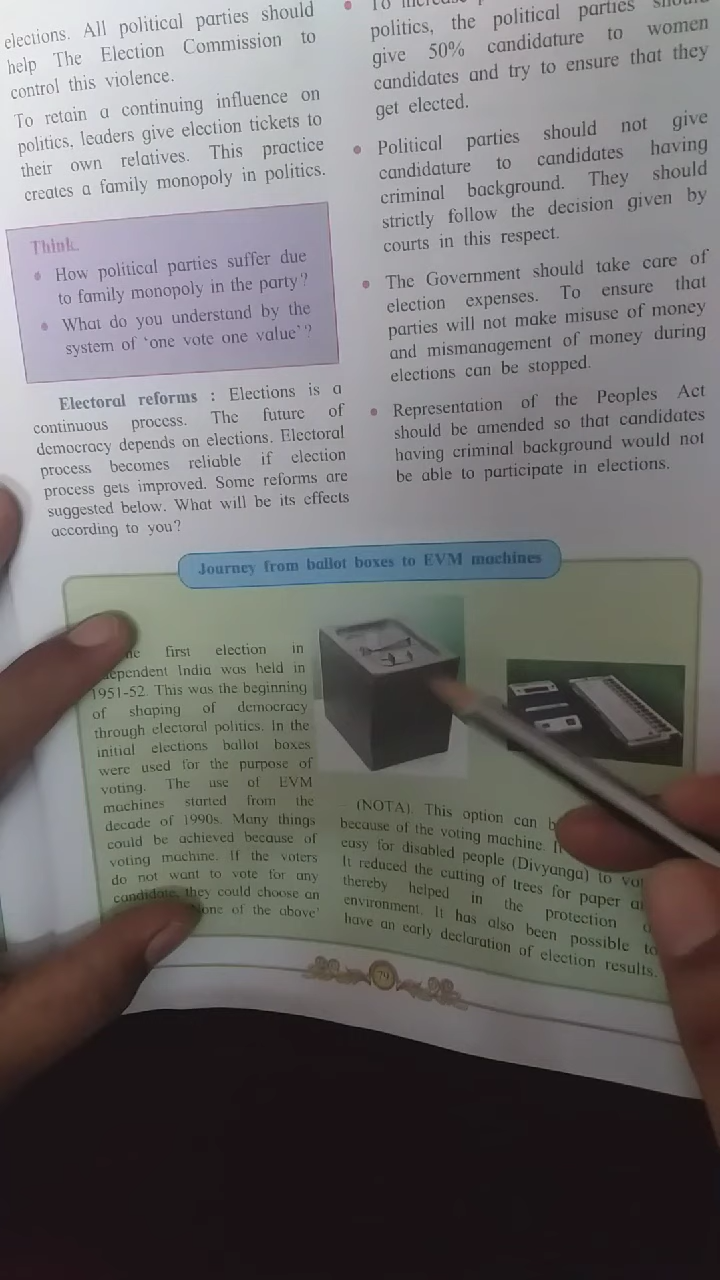 elections. All political parties should
help The Election Commission to
control this violence.
To retain a continuing influence on
politics, leaders give election tickets to
their own relatives. This practice
creates a family monopoly in politics.
Think.
• How political parties suffer due
to family monopoly in the party?
• What do you understand by the
system of 'one vote one value'?
Electoral reforms : Elections is a
continuous process. The future of
democracy depends on elections. Electoral
process becomes reliable if election
process gets improved. Some reforms are
suggested below. What will be its effects
according to you?
• To increase
politics, the political parties should
give 50% candidature to women
candidates and try to ensure that they
get elected.
• Political parties should not give
candidature to candidates having
criminal background. They should
strictly follow the decision given by
courts in this respect.
• The Government should take care of
election expenses. To ensure that
parties will not make misuse of money
and mismanagement of money during
elections can be stopped.
• Representation of the Peoples Act
should be amended so that candidates
having criminal background would not
be able to participate in elections.
Journey from ballot boxes to EVM machines
first election in
ependent India was held in
1951-52. This was the beginning
of shaping of democracy
through electoral politics. In the
initial elections ballot boxes
were used for the purpose of
voting. The use of EVM
machines started from the
decade of 1990s. Many things
could be achieved because of
voting machine. If the voters
do not want to vote for any
candidate, they could choose an
None of the above'
(NOTA). This option can
because of the voting machine.
easy for disabled people (Divyanga) to
It reduced the cutting of trees for paper
thereby helped in the protection
environment. It has also been possible to
have an early declaration of election results.
79